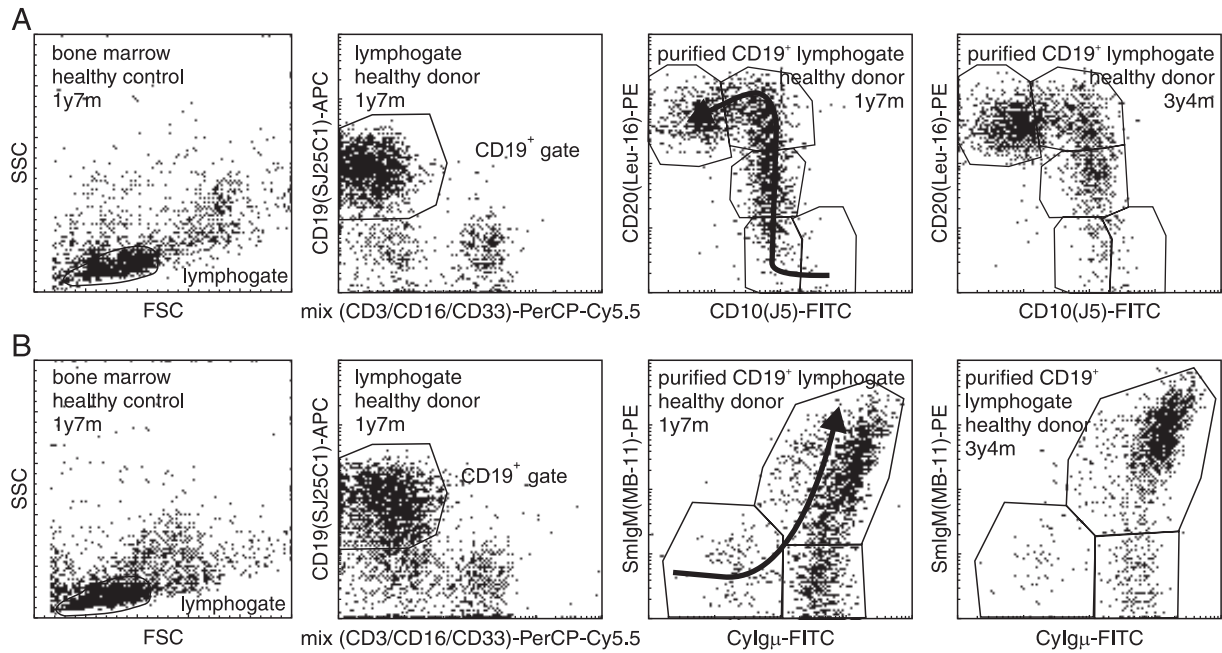 A
bone marrow
healthy control
1y7m
lymphogate
SSC
FSC
lymphogate
healthy donor
1y7m
CD19⁺ gate
CD19(SJ25C1)-APC
mix (CD3/CD16/CD33)-PerCP-Cy5.5
purified CD19⁺ lymphogate
healthy donor
1y7m
CD20(Leu-16)-PE
CD10(J5)-FITC
purified CD19⁺ lymphogate
healthy donor
3y4m
CD20(Leu-16)-PE
CD10(J5)-FITC
B
bone marrow
healthy control
1y7m
lymphogate
SSC
FSC
lymphogate
healthy donor
1y7m
CD19⁺ gate
CD19(SJ25C1)-APC
mix (CD3/CD16/CD33)-PerCP-Cy5.5
purified CD19⁺ lymphogate
healthy donor
1y7m
SmIgM(MB-11)-PE
CyIgμ-FITC
purified CD19⁺
lymphogate
healthy donor
3y4m
SmIgM(MB-11)-PE
CyIgμ-FITC